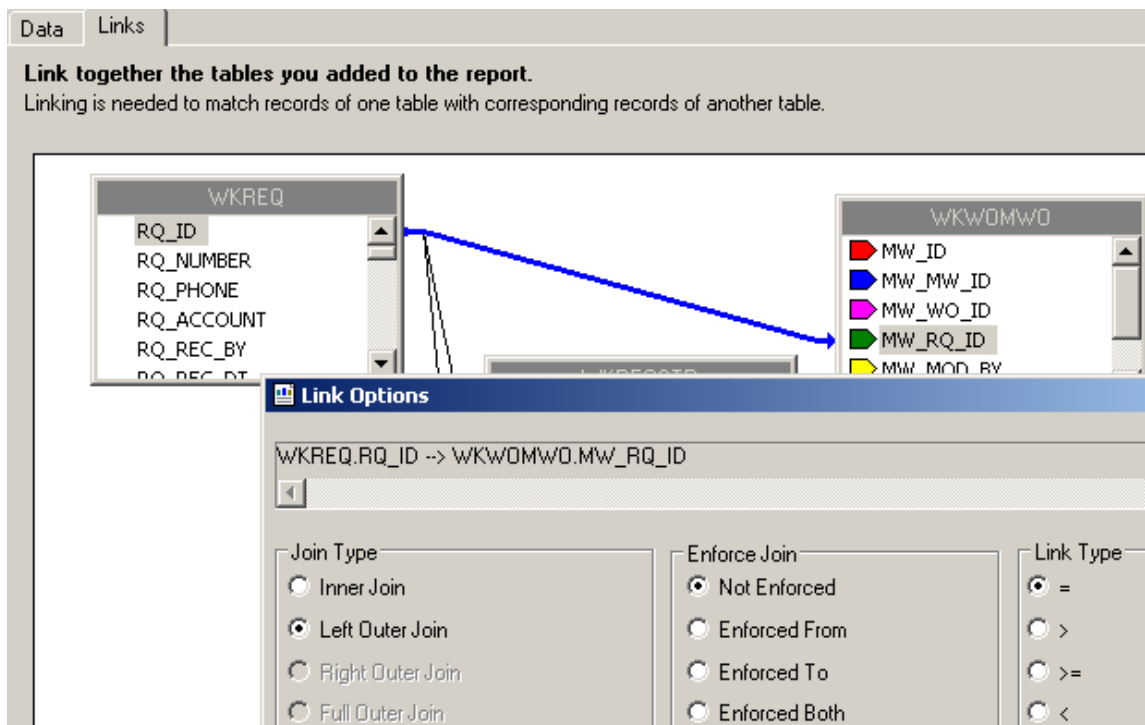 Data
Links
Link together the tables you added to the report.
Linking is needed to match records of one table with corresponding records of another table.
WKREQ
RQ_ID
RQ_NUMBER
RQ_PHONE
RQ_ACCOUNT
RQ_REC_BY
RQ_REC_DT
WKWOMWO
MW_ID
MW_MW_ID
MW_WO_ID
MW_RQ_ID
MW_MOD_BY
Link Options
WKREQ.RQ_ID --> WKWOMWO.MW_RQ_ID
Join Type
Inner Join
Left Outer Join
Right Outer Join
Full Outer Join
Enforce Join
Not Enforced
Enforced From
Enforced To
Enforced Both
Link Type
=
>
>=
<